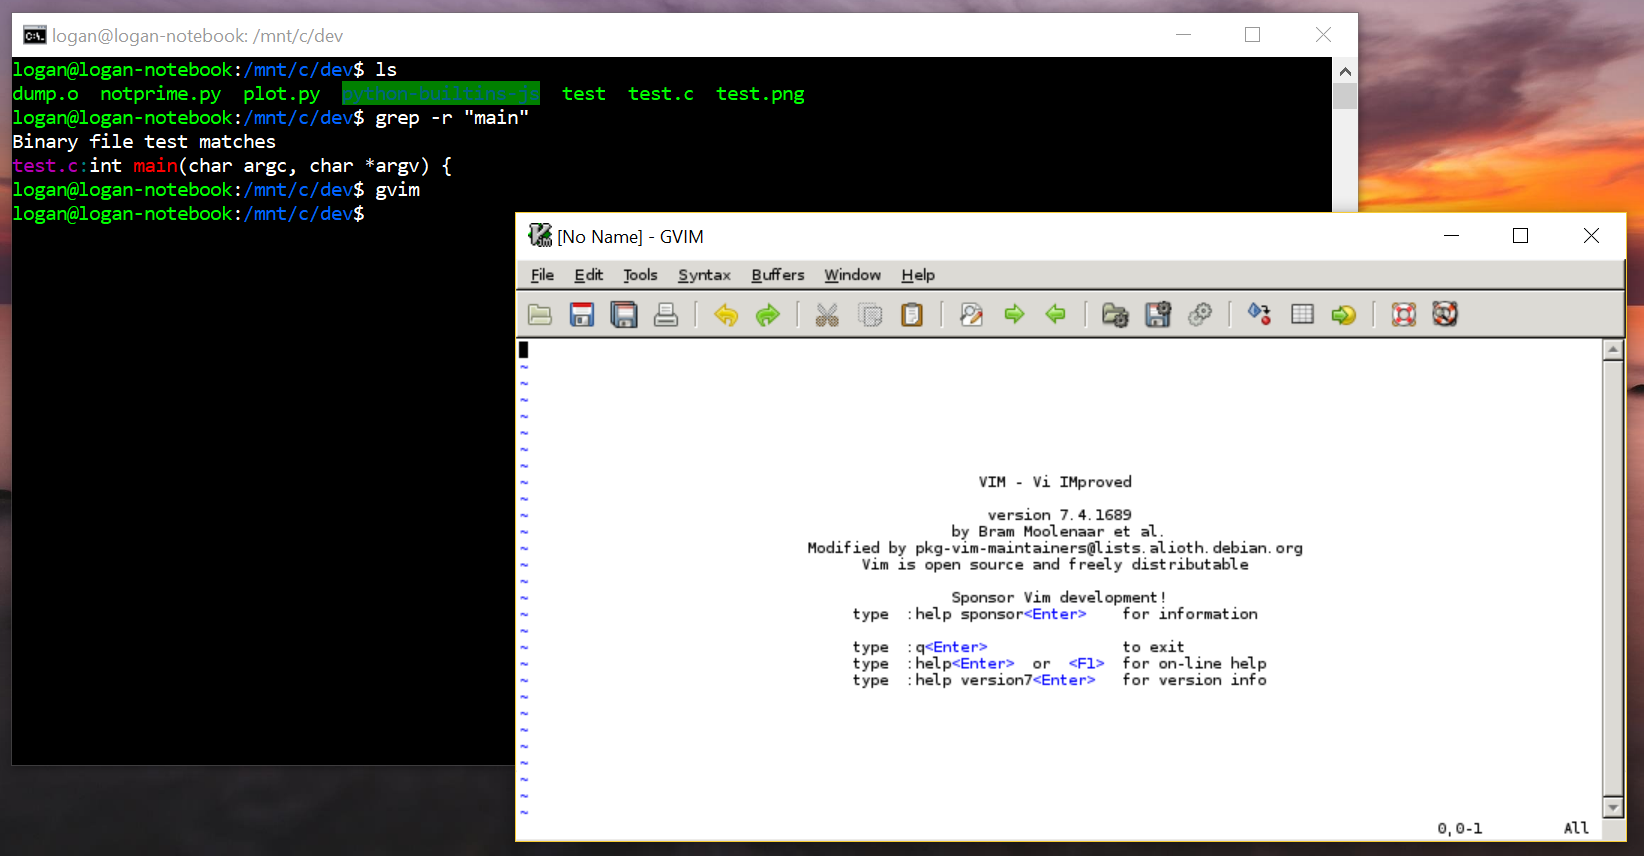 logan@logan-notebook: /mnt/c/dev
logan@logan-notebook:/mnt/c/dev$ ls
dump.o notprime.py plot.py python-builtins-js test test.c test.png
logan@logan-notebook:/mnt/c/dev$ grep -r "main"
Binary file test matches
test.c:int main(char argc, char *argv) {
logan@logan-notebook:/mnt/c/dev$ gvim
logan@logan-notebook:/mnt/c/dev$
[No Name] - GVIM
File Edit Tools Syntax Buffers Window Help
~
~
~
~
~
~
~
~ VIM - Vi IMproved
~
~ version 7.4.1689
~ by Bram Moolenaar et al.
~ Modified by pkg-vim-maintainers@lists.alioth.debian.org
~ Vim is open source and freely distributable
~
~ Sponsor Vim development!
~ type :help sponsor<Enter> for information
~
~ type :q<Enter> to exit
~ type :help<Enter> or <F1> for on-line help
~ type :help version7<Enter> for version info
~
~
~
~
~
~
~
~
0,0-1 All